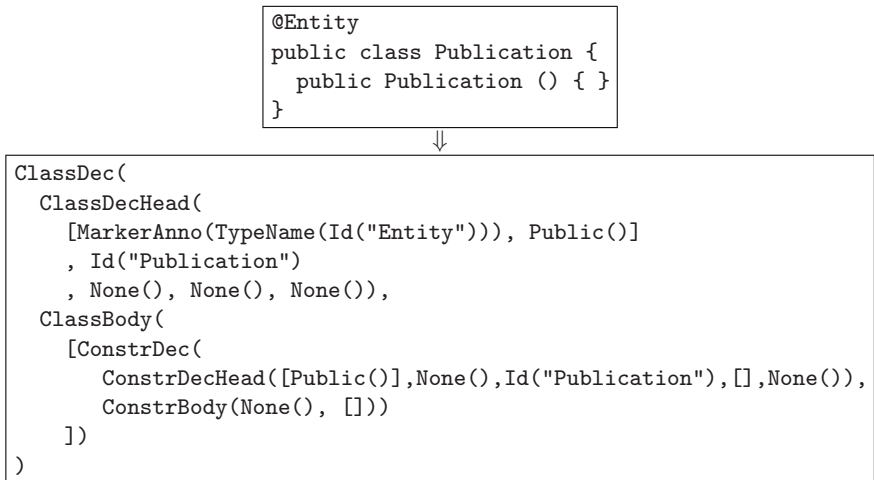 @Entity
public class Publication {
  public Publication () { }
}
⇓
ClassDec(
  ClassDecHead(
    [MarkerAnno(TypeName(Id("Entity"))), Public()]
    , Id("Publication")
    , None(), None(), None()),
  ClassBody(
    [ConstrDec(
       ConstrDecHead([Public()],None(),Id("Publication"),[],None()),
       ConstrBody(None(), []))
    ])
)